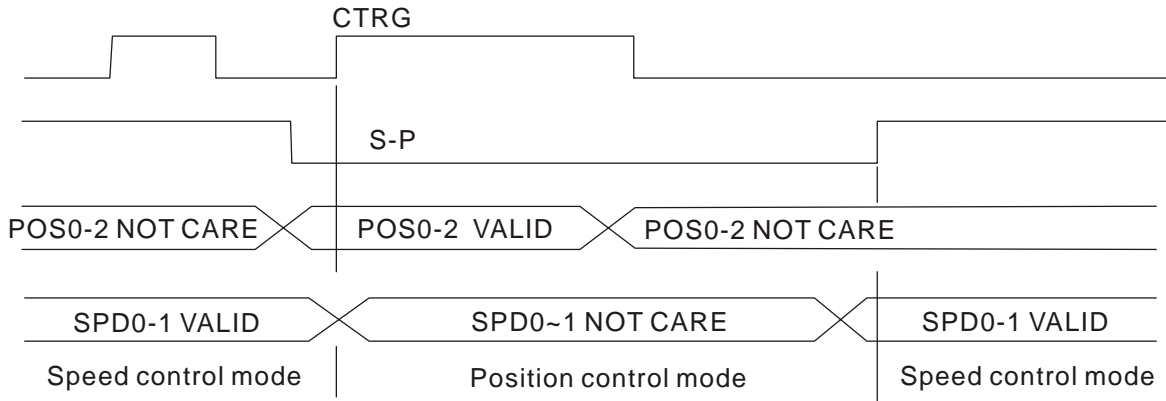 CTRG
S-P
POS0-2 NOT CARE POS0-2 VALID POS0-2 NOT CARE
SPD0-1 VALID SPD0~1 NOT CARE SPD0-1 VALID
Speed control mode Position control mode Speed control mode